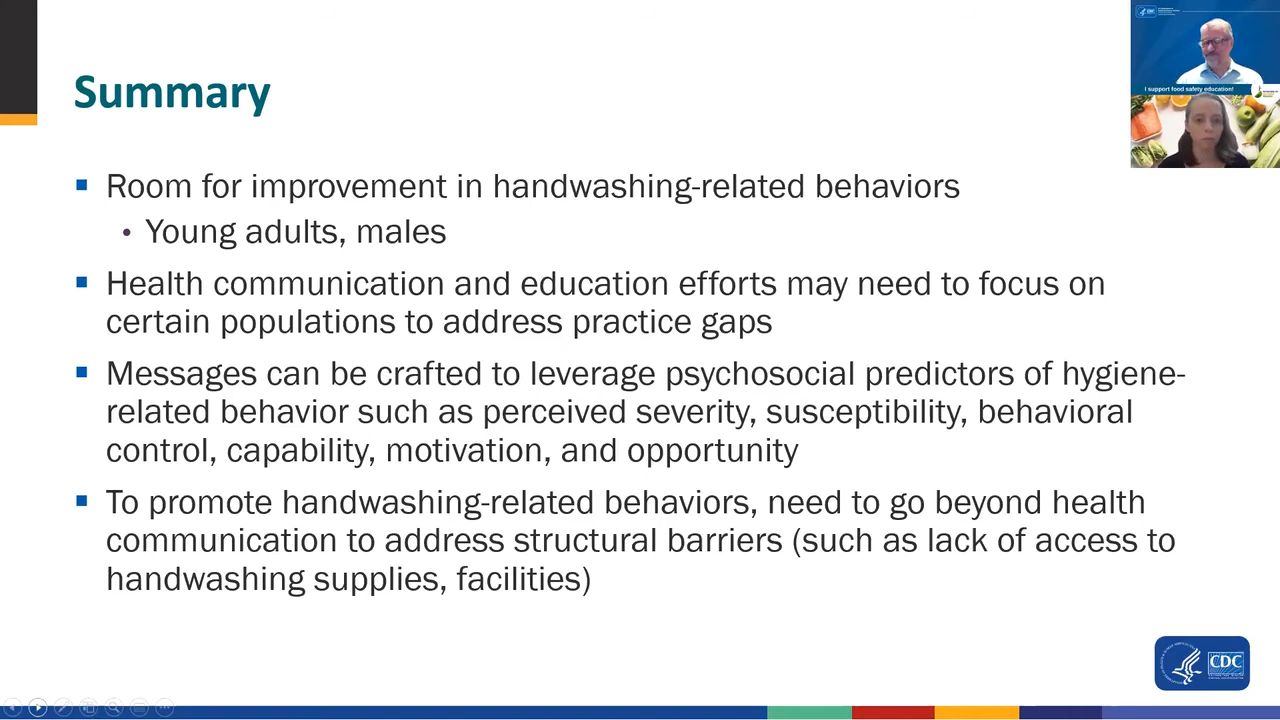 Summary
Room for improvement in handwashing-related behaviors
Young adults, males
Health communication and education efforts may need to focus on
certain populations to address practice gaps
Messages can be crafted to leverage psychosocial predictors of hygiene-
related behavior such as perceived severity, susceptibility, behavioral
control, capability, motivation, and opportunity
To promote handwashing-related behaviors, need to go beyond health
communication to address structural barriers (such as lack of access to
handwashing supplies, facilities)
CDC
I support food safety education!
CDC